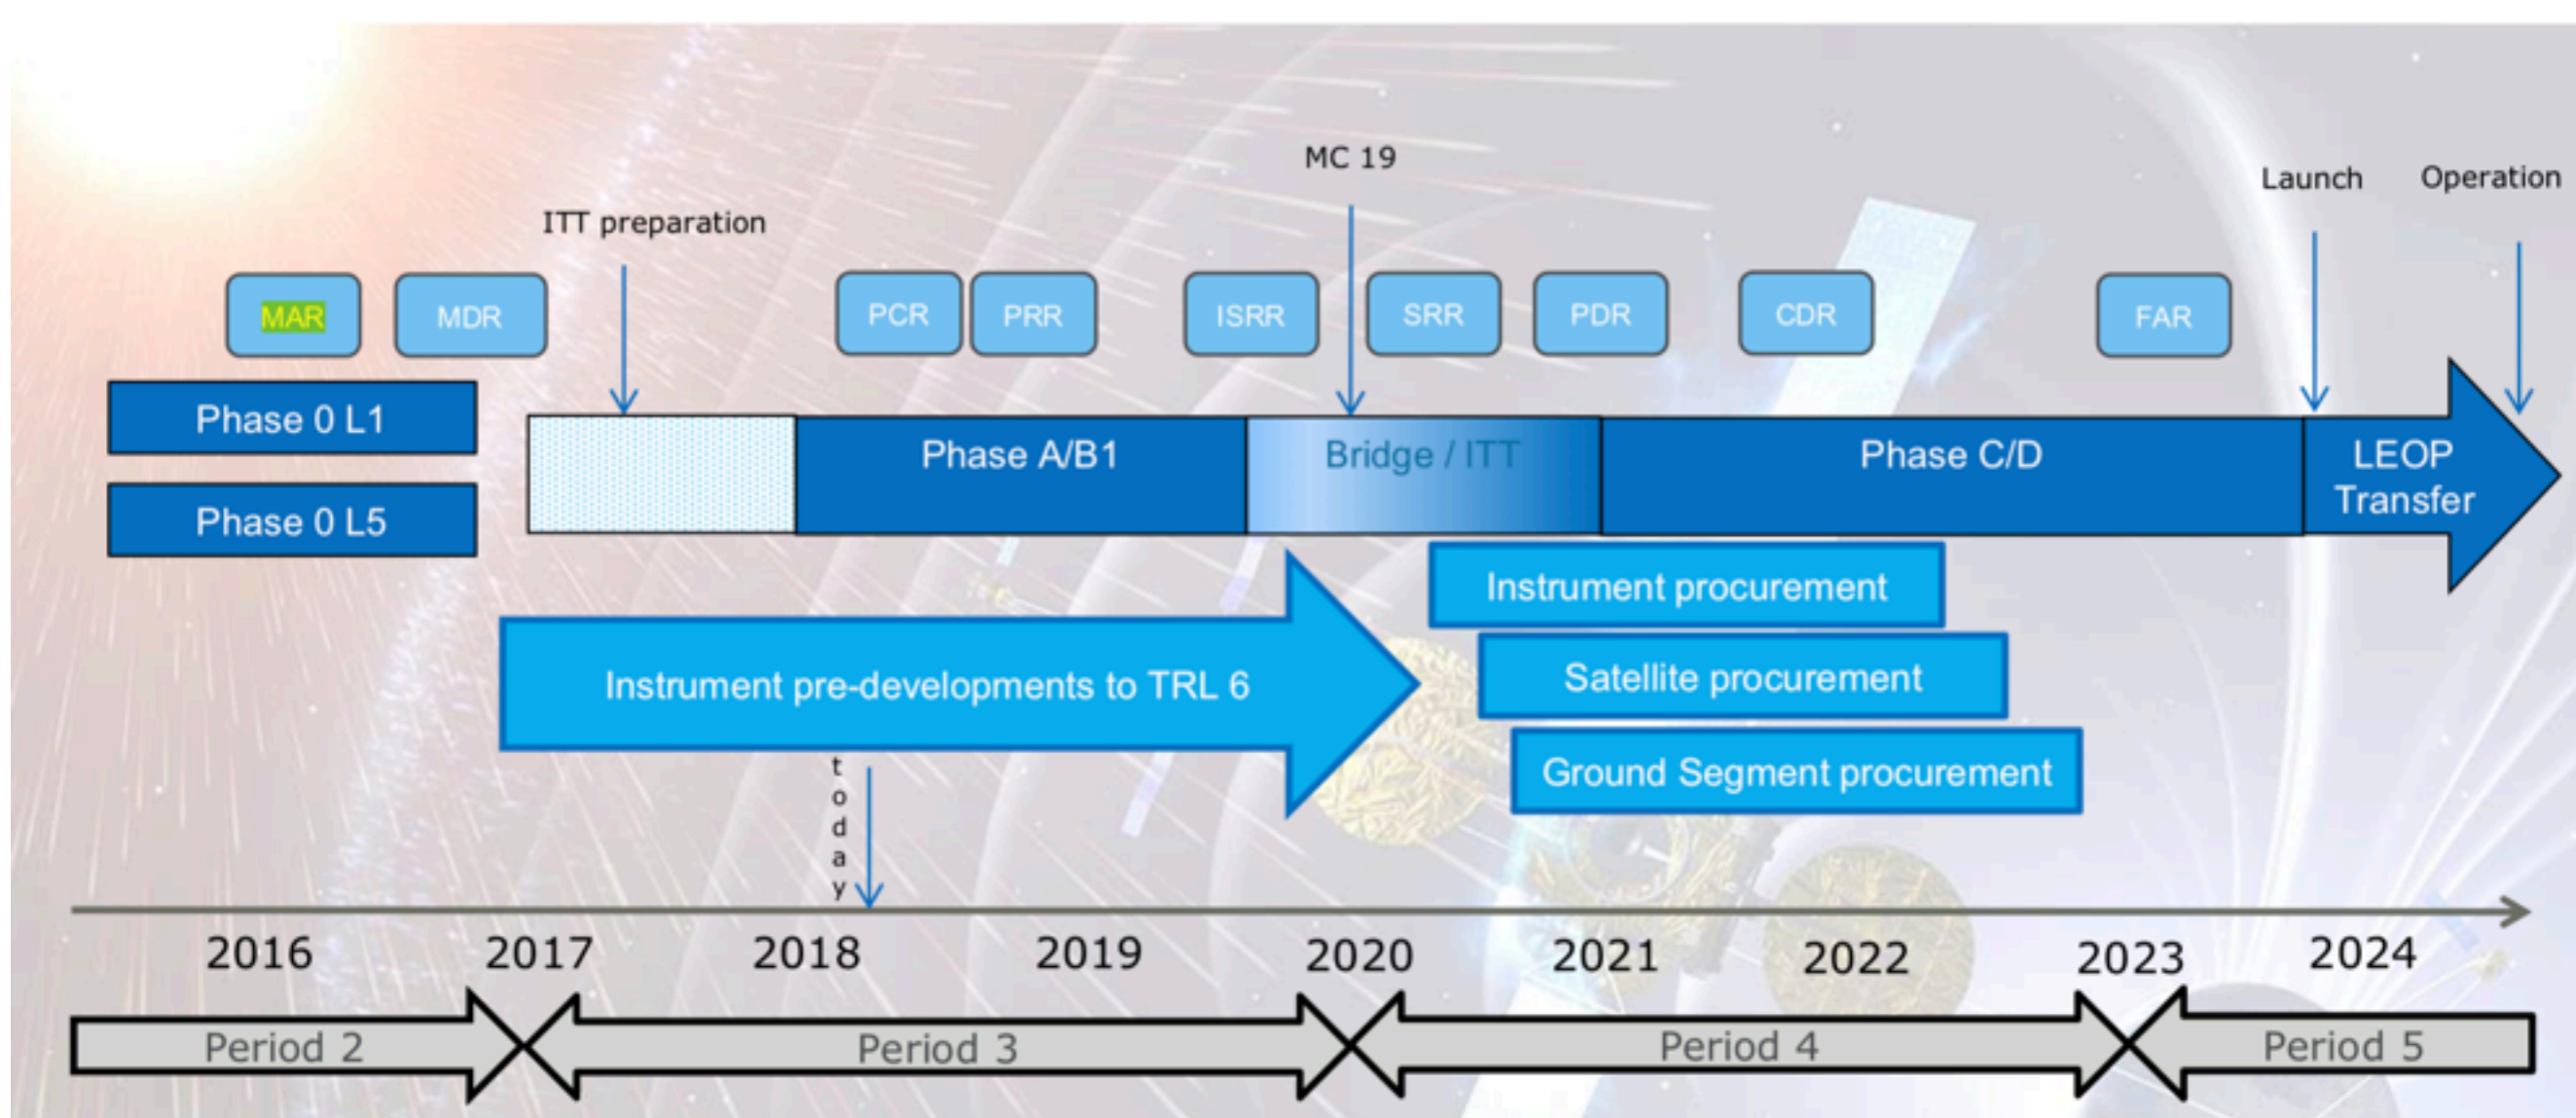 MC 19
Launch
Operation
ITT preparation
MAR
MDR
PCR
PRR
ISRR
SRR
PDR
CDR
FAR
Phase 0 L1
Phase 0 L5
Phase A/B1
Bridge / ITT
Phase C/D
LEOP
Transfer
Instrument procurement
Instrument pre-developments to TRL 6
Satellite procurement
Ground Segment procurement
today
2016
2017
2018
2019
2020
2021
2022
2023
2024
Period 2
Period 3
Period 4
Period 5